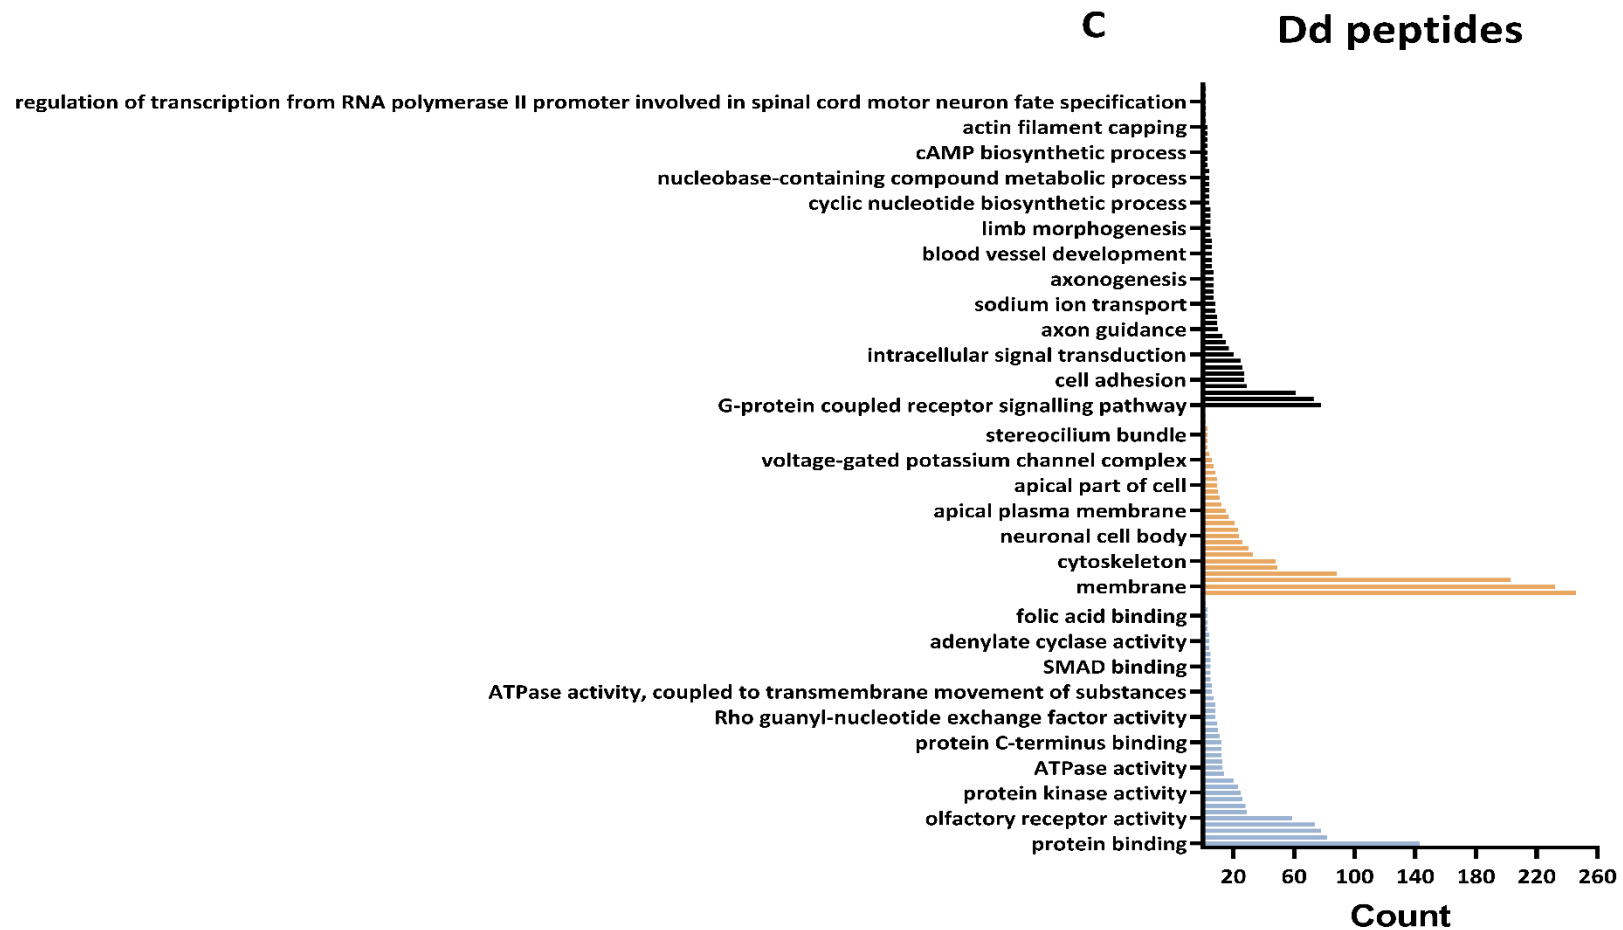 C
Dd peptides
regulation of transcription from RNA polymerase II promoter involved in spinal cord motor neuron fate specification
actin filament capping
cAMP biosynthetic process
nucleobase-containing compound metabolic process
cyclic nucleotide biosynthetic process
limb morphogenesis
blood vessel development
axonogenesis
sodium ion transport
axon guidance
intracellular signal transduction
cell adhesion
G-protein coupled receptor signalling pathway
stereocilium bundle
voltage-gated potassium channel complex
apical part of cell
apical plasma membrane
neuronal cell body
cytoskeleton
membrane
folic acid binding
adenylate cyclase activity
SMAD binding
ATPase activity, coupled to transmembrane movement of substances
Rho guanyl-nucleotide exchange factor activity
protein C-terminus binding
ATPase activity
protein kinase activity
olfactory receptor activity
protein binding
20 60 100 140 180 220 260
Count